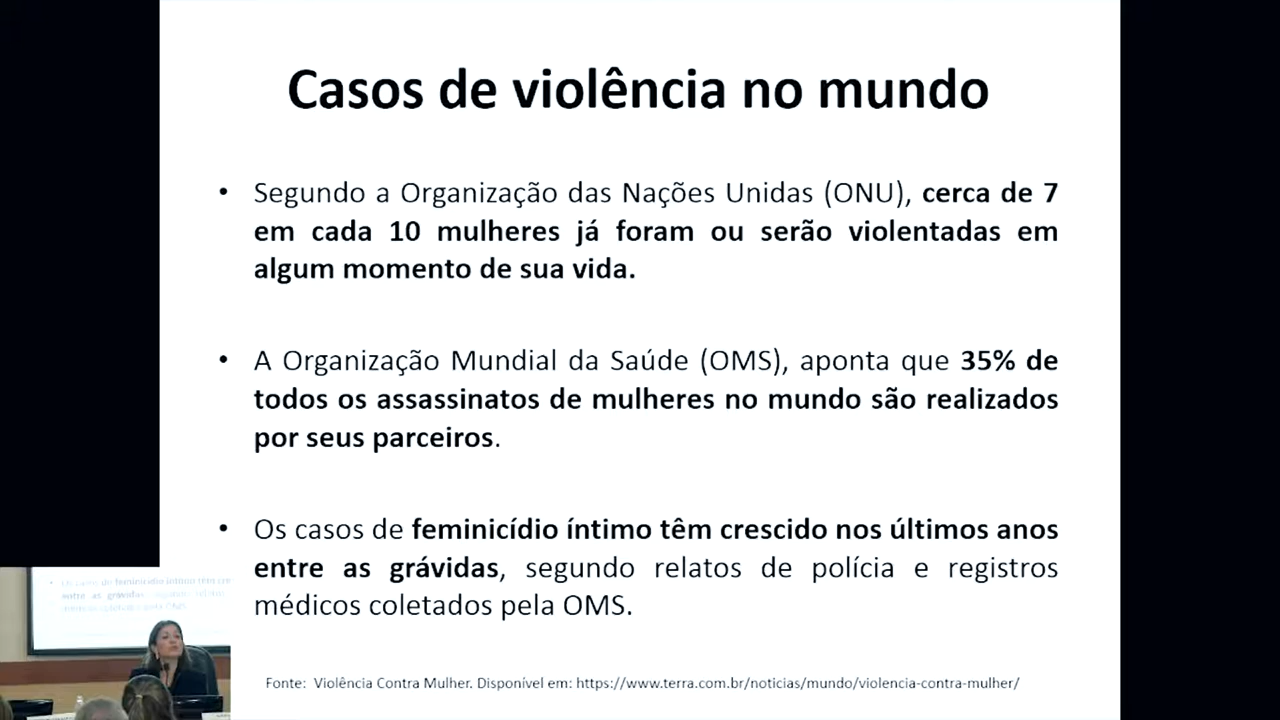 Casos de violência no mundo
• Segundo a Organização das Nações Unidas (ONU), cerca de 7
em cada 10 mulheres já foram ou serão violentadas em
algum momento de sua vida.
• A Organização Mundial da Saúde (OMS), aponta que 35% de
todos os assassinatos de mulheres no mundo são realizados
por seus parceiros.
• Os casos de feminicídio íntimo têm crescido nos últimos anos
entre as grávidas, segundo relatos de polícia e registros
médicos coletados pela OMS.
Fonte: Violência Contra Mulher. Disponível em: https://www.terra.com.br/noticias/mundo/violencia-contra-mulher/